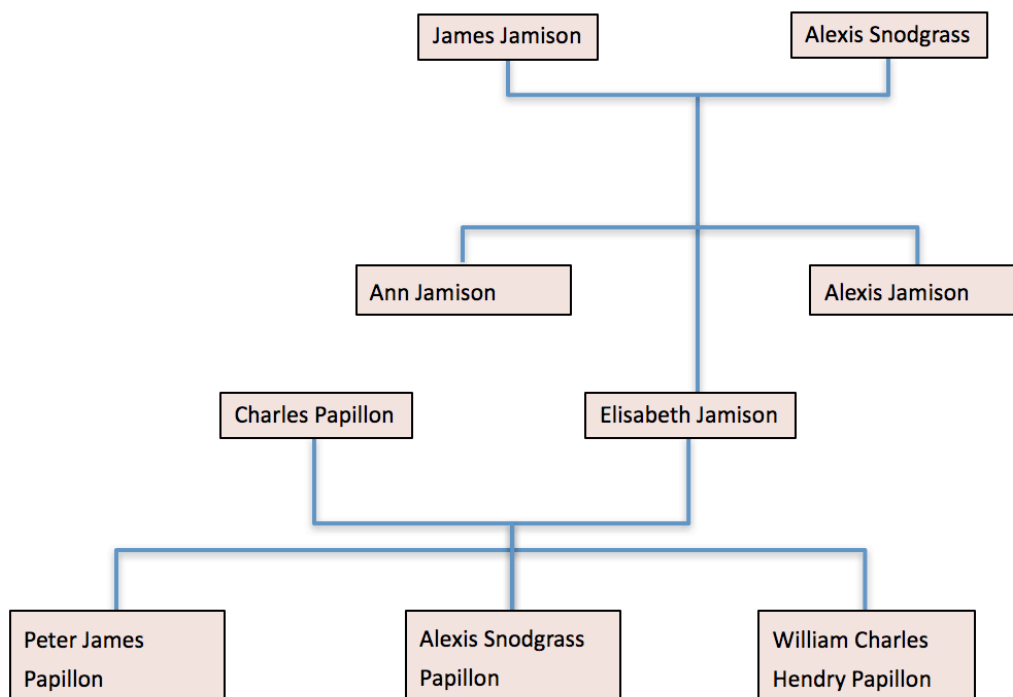 James Jamison
Alexis Snodgrass
Ann Jamison
Alexis Jamison
Charles Papillon
Elisabeth Jamison
Peter James
Papillon
Alexis Snodgrass
Papillon
William Charles
Hendry Papillon